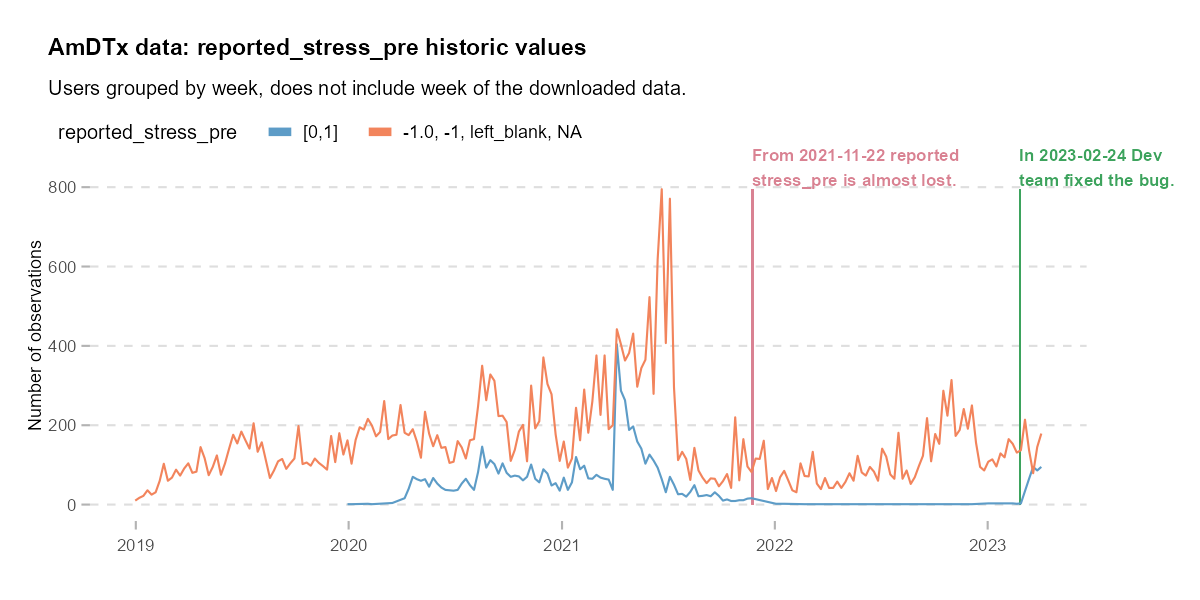 AmDTx data: reported_stress_pre historic values
Users grouped by week, does not include week of the downloaded data.
reported_stress_pre [0,1] -1.0, -1, left_blank, NA
From 2021-11-22 reported
stress_pre is almost lost.
In 2023-02-24 Dev
team fixed the bug.
Number of observations
800
600
400
200
0
2019 2020 2021 2022 2023